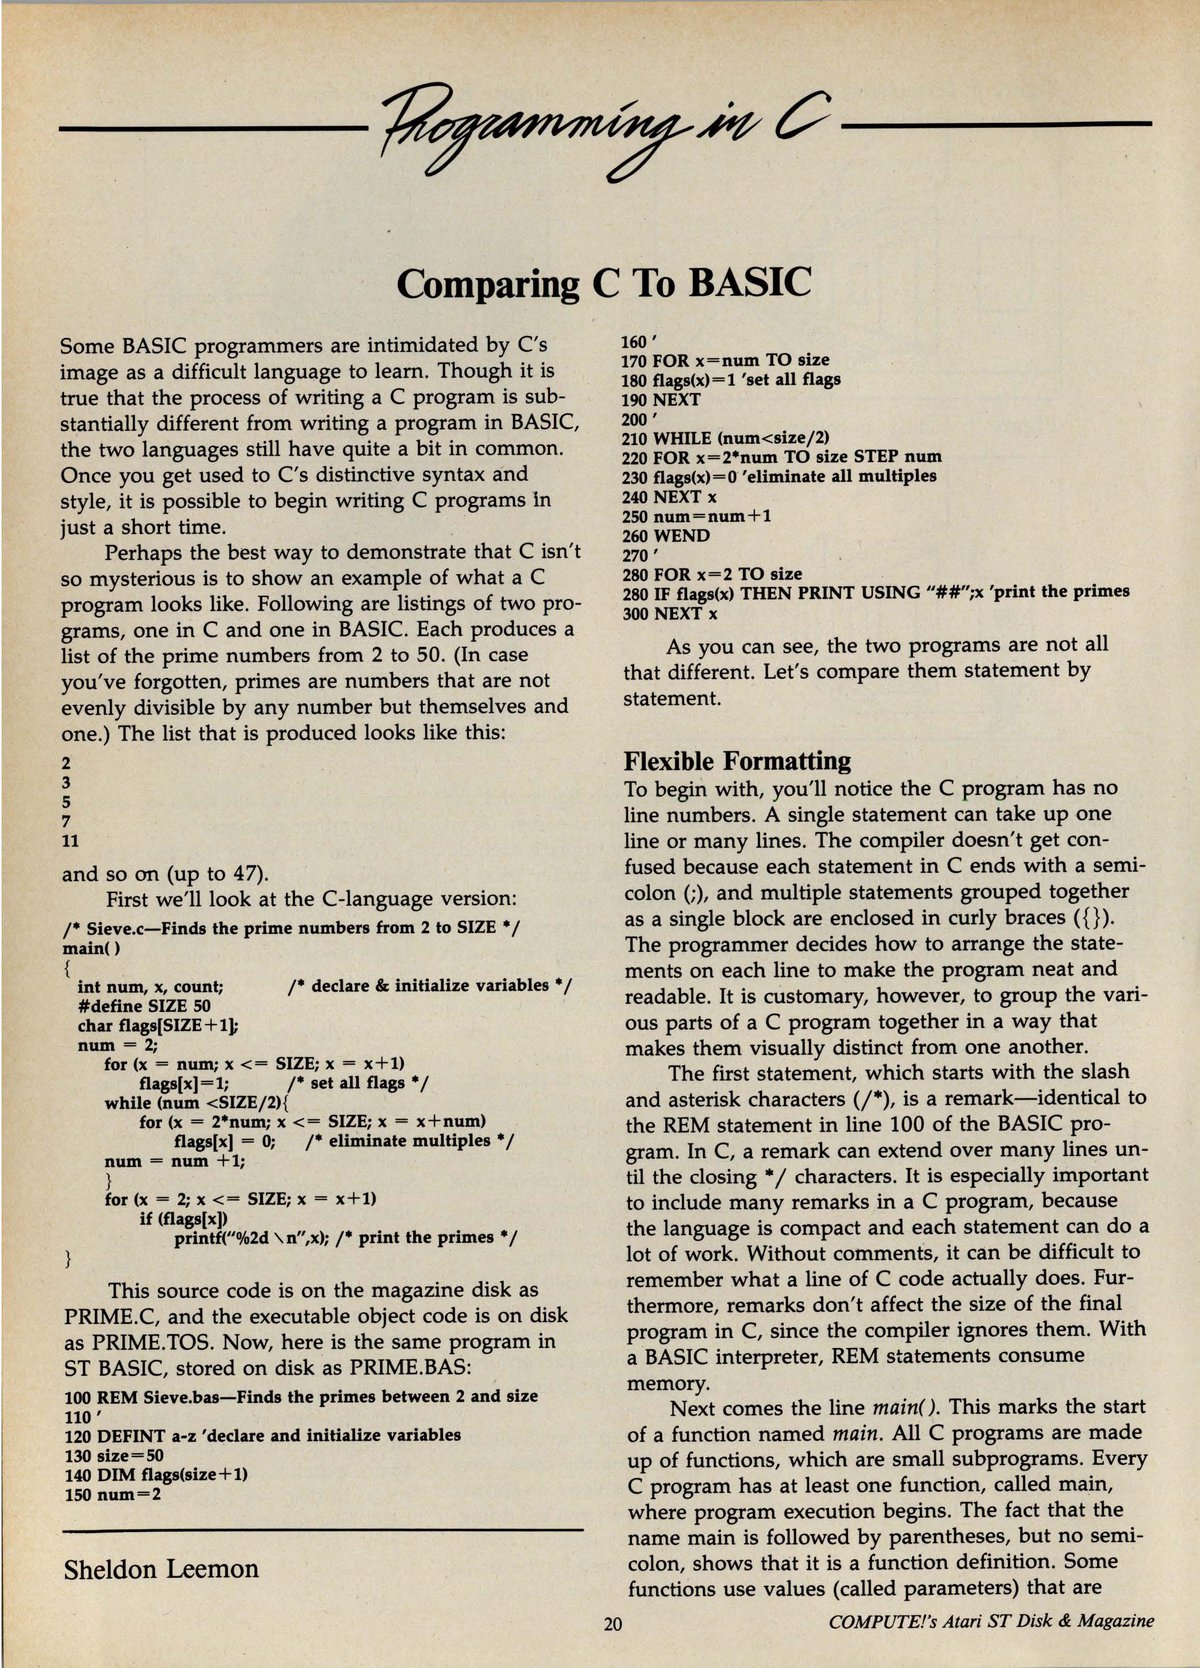 Programming in C
Comparing C To BASIC
Some BASIC programmers are intimidated by C's
image as a difficult language to learn. Though it is
true that the process of writing a C program is sub-
stantially different from writing a program in BASIC,
the two languages still have quite a bit in common.
Once you get used to C's distinctive syntax and
style, it is possible to begin writing C programs in
just a short time.
Perhaps the best way to demonstrate that C isn't
so mysterious is to show an example of what a C
program looks like. Following are listings of two pro-
grams, one in C and one in BASIC. Each produces a
list of the prime numbers from 2 to 50. (In case
you've forgotten, primes are numbers that are not
evenly divisible by any number but themselves and
one.) The list that is produced looks like this:
2
3
5
7
11
and so on (up to 47).
First we'll look at the C-language version:
/* Sieve.c—Finds the prime numbers from 2 to SIZE */
main( )
{
int num, x, count; /* declare & initialize variables */
#define SIZE 50
char flags[SIZE+1];
num = 2;
for (x = num; x <= SIZE; x = x+1)
flags[x]=1; /* set all flags */
while (num <SIZE/2){
for (x = 2*num; x <= SIZE; x = x+num)
flags[x] = 0; /* eliminate multiples */
num = num +1;
}
for (x = 2; x <= SIZE; x = x+1)
if (flags[x])
printf("%2d \n",x); /* print the primes */
}
This source code is on the magazine disk as
PRIME.C, and the executable object code is on disk
as PRIME.TOS. Now, here is the same program in
ST BASIC, stored on disk as PRIME.BAS:
100 REM Sieve.bas—Finds the primes between 2 and size
110 '
120 DEFINT a-z 'declare and initialize variables
130 size=50
140 DIM flags(size+1)
150 num=2
Sheldon Leemon
160 '
170 FOR x=num TO size
180 flags(x)=1 'set all flags
190 NEXT
200 '
210 WHILE (num<size/2)
220 FOR x=2*num TO size STEP num
230 flags(x)=0 'eliminate all multiples
240 NEXT x
250 num=num+1
260 WEND
270 '
280 FOR x=2 TO size
280 IF flags(x) THEN PRINT USING "##";x 'print the primes
300 NEXT x
As you can see, the two programs are not all
that different. Let's compare them statement by
statement.
Flexible Formatting
To begin with, you'll notice the C program has no
line numbers. A single statement can take up one
line or many lines. The compiler doesn't get con-
fused because each statement in C ends with a semi-
colon (;), and multiple statements grouped together
as a single block are enclosed in curly braces ({}).
The programmer decides how to arrange the state-
ments on each line to make the program neat and
readable. It is customary, however, to group the vari-
ous parts of a C program together in a way that
makes them visually distinct from one another.
The first statement, which starts with the slash
and asterisk characters (/*), is a remark—identical to
the REM statement in line 100 of the BASIC pro-
gram. In C, a remark can extend over many lines un-
til the closing */ characters. It is especially important
to include many remarks in a C program, because
the language is compact and each statement can do a
lot of work. Without comments, it can be difficult to
remember what a line of C code actually does. Fur-
thermore, remarks don't affect the size of the final
program in C, since the compiler ignores them. With
a BASIC interpreter, REM statements consume
memory.
Next comes the line main( ). This marks the start
of a function named main. All C programs are made
up of functions, which are small subprograms. Every
C program has at least one function, called main,
where program execution begins. The fact that the
name main is followed by parentheses, but no semi-
colon, shows that it is a function definition. Some
functions use values (called parameters) that are
20
COMPUTE!'s Atari ST Disk & Magazine